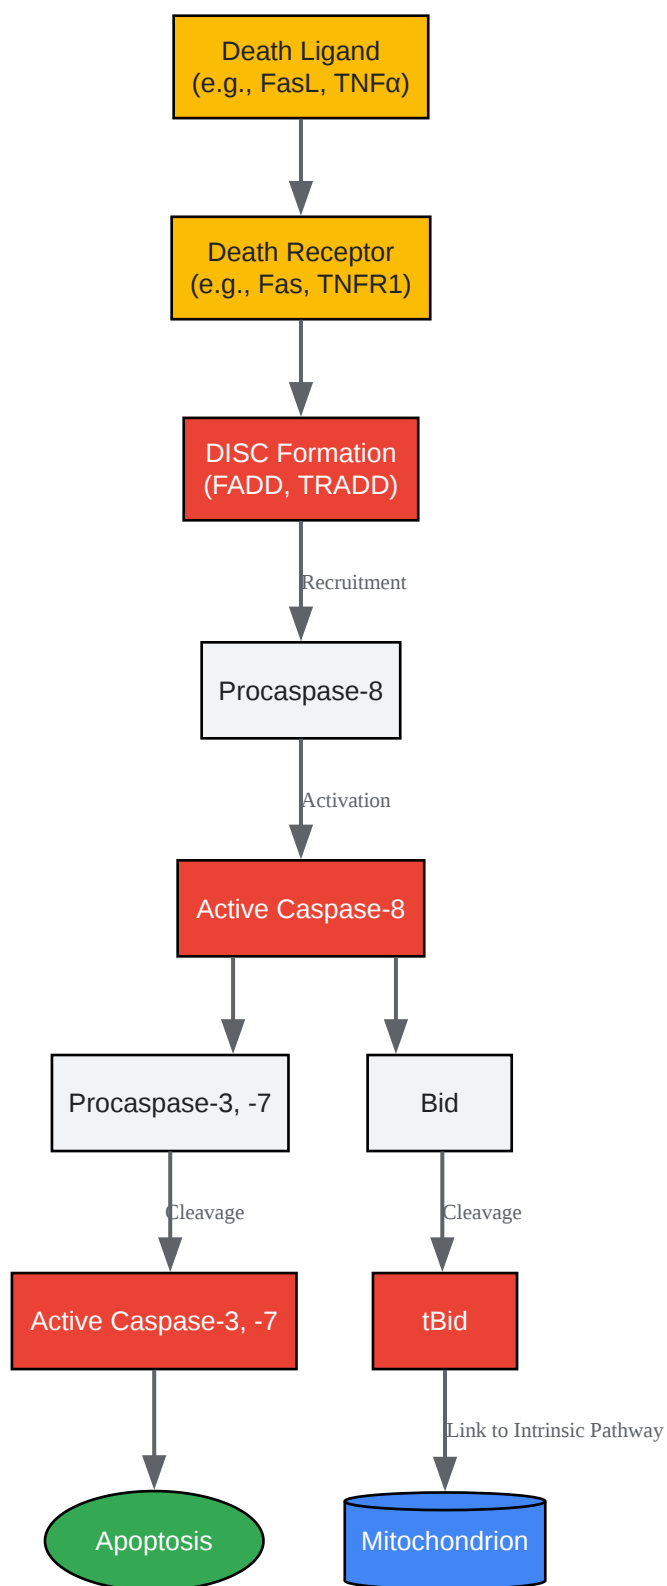 Death Ligand
(e.g., FasL, TNFα)
Death Receptor
(e.g., Fas, TNFR1)
DISC Formation
(FADD, TRADD)
Recruitment
Procaspase-8
Activation
Active Caspase-8
Procaspase-3, -7
Bid
Cleavage
Cleavage
Active Caspase-3, -7
tBid
Link to Intrinsic Pathway
Apoptosis
Mitochondrion